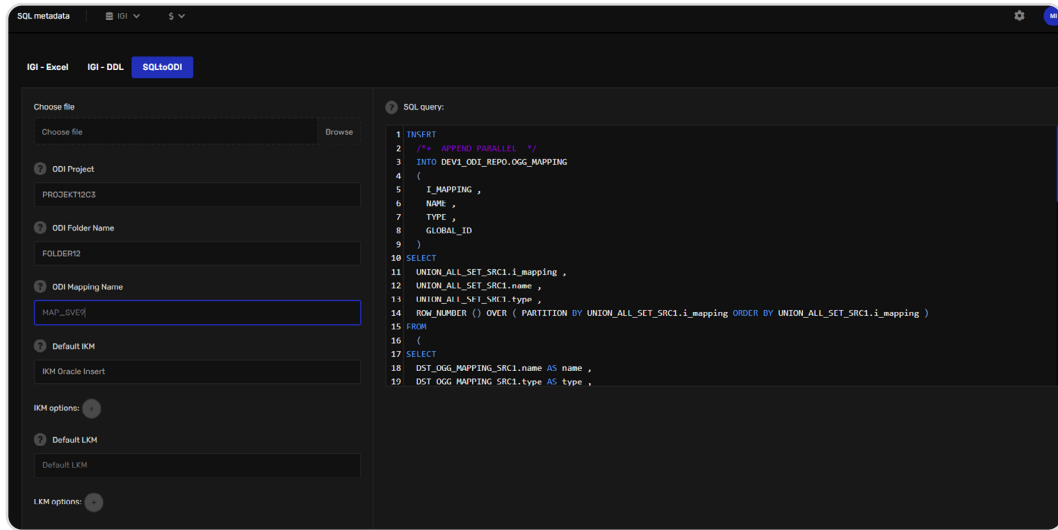 SQL metadata
IGI
$
MI
IGI - Excel
IGI - DDL
SQLtoODI
Choose file
Choose file
Browse
? ODI Project
PROJEKT12C3
? ODI Folder Name
FOLDER12
? ODI Mapping Name
MAP_SVE9
? Default IKM
IKM Oracle Insert
IKM options: +
? Default LKM
Default LKM
LKM options: +
? SQL query:
1 INSERT
2 /*+ APPEND PARALLEL */
3 INTO DEV1_ODI_REPO.OGG_MAPPING
4 (
5 I_MAPPING ,
6 NAME ,
7 TYPE ,
8 GLOBAL_ID
9 )
10 SELECT
11 UNION_ALL_SET_SRC1.i_mapping ,
12 UNION_ALL_SET_SRC1.name ,
13 UNION_ALL_SET_SRC1.type ,
14 ROW_NUMBER () OVER ( PARTITION BY UNION_ALL_SET_SRC1.i_mapping ORDER BY UNION_ALL_SET_SRC1.i_mapping )
15 FROM
16 (
17 SELECT
18 DST_OGG_MAPPING_SRC1.name AS name ,
19 DST_OGG_MAPPING_SRC1.type AS type ,